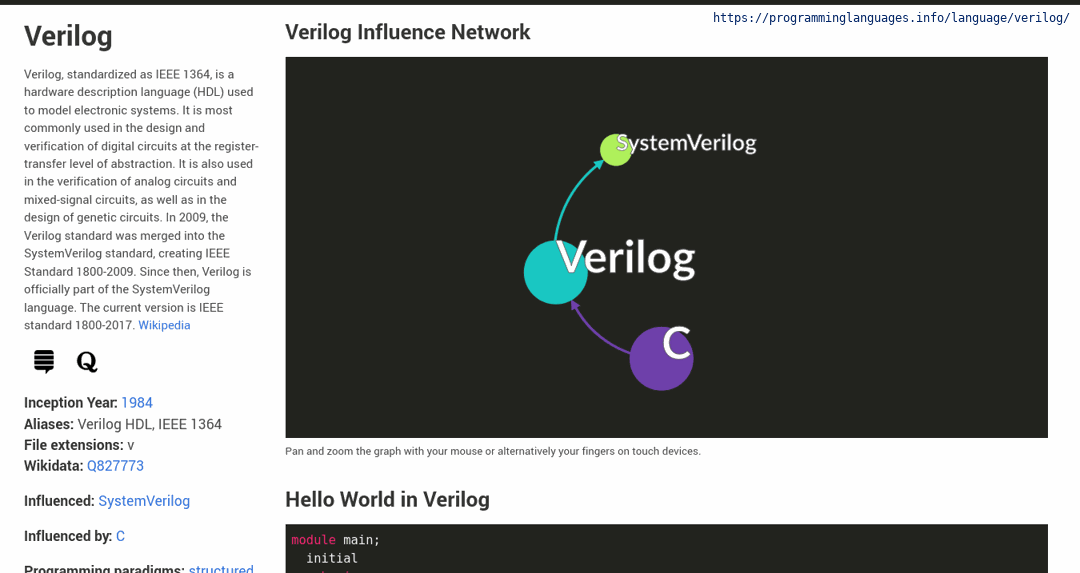 https://programminglanguages.info/language/verilog/
Verilog
Verilog, standardized as IEEE 1364, is a
hardware description language (HDL) used
to model electronic systems. It is most
commonly used in the design and
verification of digital circuits at the register-
transfer level of abstraction. It is also used
in the verification of analog circuits and
mixed-signal circuits, as well as in the
design of genetic circuits. In 2009, the
Verilog standard was merged into the
SystemVerilog standard, creating IEEE
Standard 1800-2009. Since then, Verilog is
officially part of the SystemVerilog
language. The current version is IEEE
standard 1800-2017. Wikipedia
Q
Inception Year: 1984
Aliases: Verilog HDL, IEEE 1364
File extensions: v
Wikidata: Q827773
Influenced: SystemVerilog
Influenced by: C
Programming paradigms: structured
Verilog Influence Network
SystemVerilog
Verilog
C
Pan and zoom the graph with your mouse or alternatively your fingers on touch devices.
Hello World in Verilog
module main;
initial